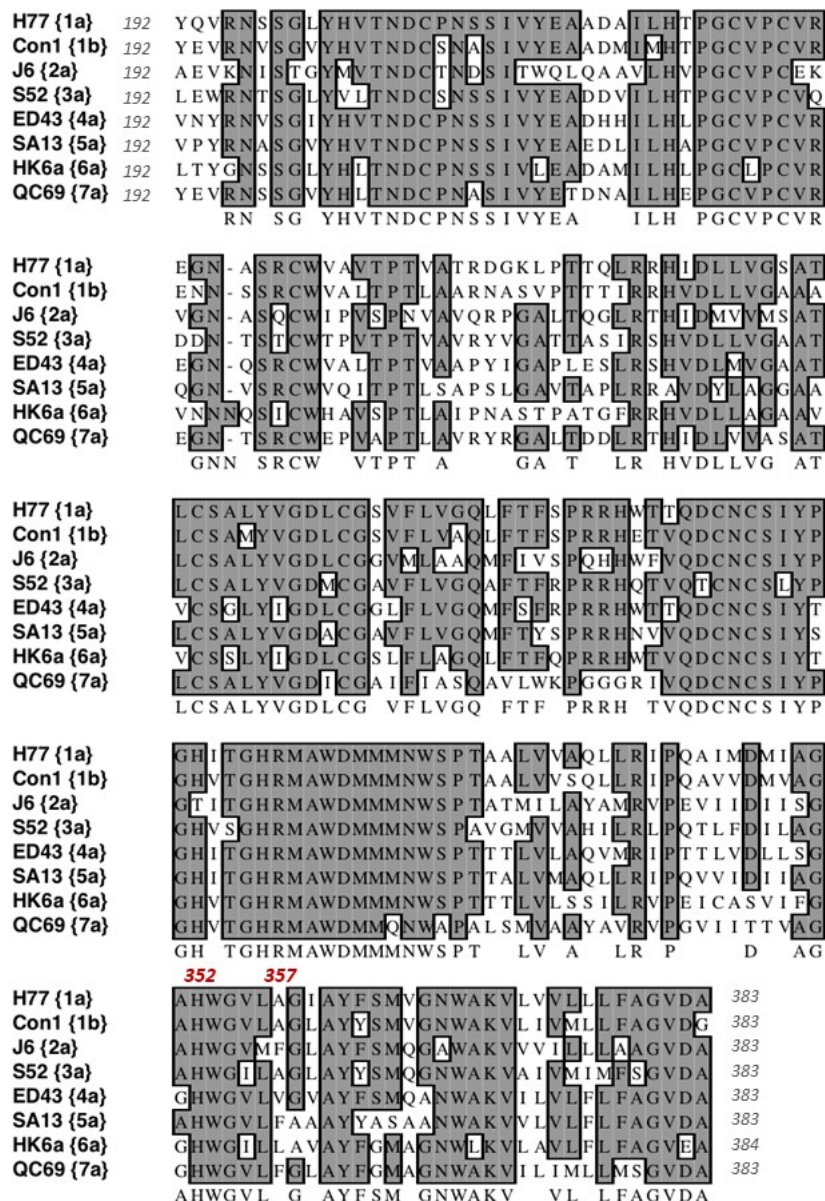 H77 {1a} 192 YQVRNSSGLYHVTNDCPNSSIVYEAADAILHTPGCVPCVR
Con1 {1b} 192 YEVRNVSGVYHVTNDCSNASIVYEAADMIMHTPGCVPCVR
J6 {2a} 192 AEVKNISTGYMVTNDCTNDSITWQLQAAVLHVPGCVPCEK
S52 {3a} 192 LEWRNTSGLYVLTNDCSNSSIVYEADDVILHTPGCVPCVQ
ED43 {4a} 192 VNYRNVSGIYHVTNDCPNSSIVYEADHHILHLPGCVPCVR
SA13 {5a} 192 VPYRNASGVYHVTNDCPNSSIVYEAEDLILHAPGCVPCVR
HK6a {6a} 192 LTYGNSSGLYHLTNDCPNSSIVLEADAMILHLPGCLPCVR
QC69 {7a} 192 YEVRNSSGVYHVTNDCPNASIVYETDNAILHEPGCVPCVR
RN SG YHVTNDCPNSSIVYEA ILH PGCVPCVR
H77 {1a} EGN-ASRCWVAVTPTVATRDGKLPTTQLRRHIDLLVGSAT
Con1 {1b} ENN-SSRCWVALTPTLAARNASVPTTTIRRHVDLLVGAAA
J6 {2a} VGN-ASQCWIPVSPNVAVQRPGALTQGLRTHIDMVVMSAT
S52 {3a} DDN-TSTCWTPVTPTVAVRYVGATTASIRSHVDLLVGAAT
ED43 {4a} EGN-QSRCWVALTPTVAAPYIGAPLESLRSHVDLMVGAAT
SA13 {5a} QGN-VSRCWVQITPTLSAPSLGAVTAPLRRAVDYLAGGAA
HK6a {6a} VNNNQSICWHAVSPTLAIPNASTPATGFRRHVDLLAGAAV
QC69 {7a} EGN-TSRCWEPVAPTLAVRYRGALTDDLRTHIDLVVASAT
GNN SRCW VTPT A GA T LR HVDLLVG AT
H77 {1a} LCSALYVGDLCGSVFLVGQLFTFSPRRHWTTQDCNCSIYP
Con1 {1b} LCSAMYVGDLCGSVFLVAQLFTFSPRRHETVQDCNCSIYP
J6 {2a} LCSALYVGDLCGGVMLAAQMFIVSPQHHWFVQDCNCSIYP
S52 {3a} LCSALYVGDMCGAVFLVGQAFTFRPRRHQTVQTCNCSLYP
ED43 {4a} VCSGLYIGDLCGGLFLVGQMFSFRPRRHWTTQDCNCSIYT
SA13 {5a} LCSALYVGDACGAVFLVGQMFTYSPRRHNVVQDCNCSIYS
HK6a {6a} VCSSLYIGDLCGSLFLAGQLFTFQPRRHWTVQDCNCSIYT
QC69 {7a} LCSALYVGDICGAIFIASQAVLWKPGGGRIVQDCNCSIYP
LCSALYVGDLCG VFLVGQ FTF PRRH TVQDCNCSIYP
H77 {1a} GHITGHRMAWDMMMNWSPTAALVVAQLLRIPQAIMDMIAG
Con1 {1b} GHVTGHRMAWDMMMNWSPTAALVVSQLLRIPQAVVDMVAG
J6 {2a} GTITGHRMAWDMMMNWSPTATMILAYAMRVPEVIIDIISG
S52 {3a} GHVSGHRMAWDMMMNWSPAVGMVVAHILRLPQTLFDILAG
ED43 {4a} GHITGHRMAWDMMMNWSPTTTLVLAQVMRIPTTLVDLLSG
SA13 {5a} GHITGHRMAWDMMMNWSPTTALVMAQLLRIPQVVIDIIAG
HK6a {6a} GHVTGHRMAWDMMMNWSPTTTLVLSSILRVPEICASVIFG
QC69 {7a} GHVTGHRMAWDMMQNWAPALSMVAAYAVRVPGVIITTVAG
GH TGHRMAWDMMMNWSPT LV A LR P D AG
352 357
H77 {1a} AHWGVLAGIAYFSMVGNWAKVLVVLLLFAGVDA 383
Con1 {1b} AHWGVLAGLAYYSMVGNWAKVLIVMLLFAGVDG 383
J6 {2a} AHWGVMFGLAYFSMQGAWAKVVVILLLAAGVDA 383
S52 {3a} AHWGILAGLAYYSMQGNWAKVAIVMIMFSGVDA 383
ED43 {4a} GHWGVLVGVAYFSMQANWAKVILVLFLFAGVDA 383
SA13 {5a} AHWGVLFAAAYYASAANWAKVVLVLFLFAGVDA 383
HK6a {6a} GHWGILLAVAYFGMAGNWLKVLAVLFLFAGVEA 384
QC69 {7a} GHWGVLFGLAYFGMAGNWAKVILIMLLMSGVDA 383
AHWGVL G AYFSM GNWAKV V L LFAGVDA